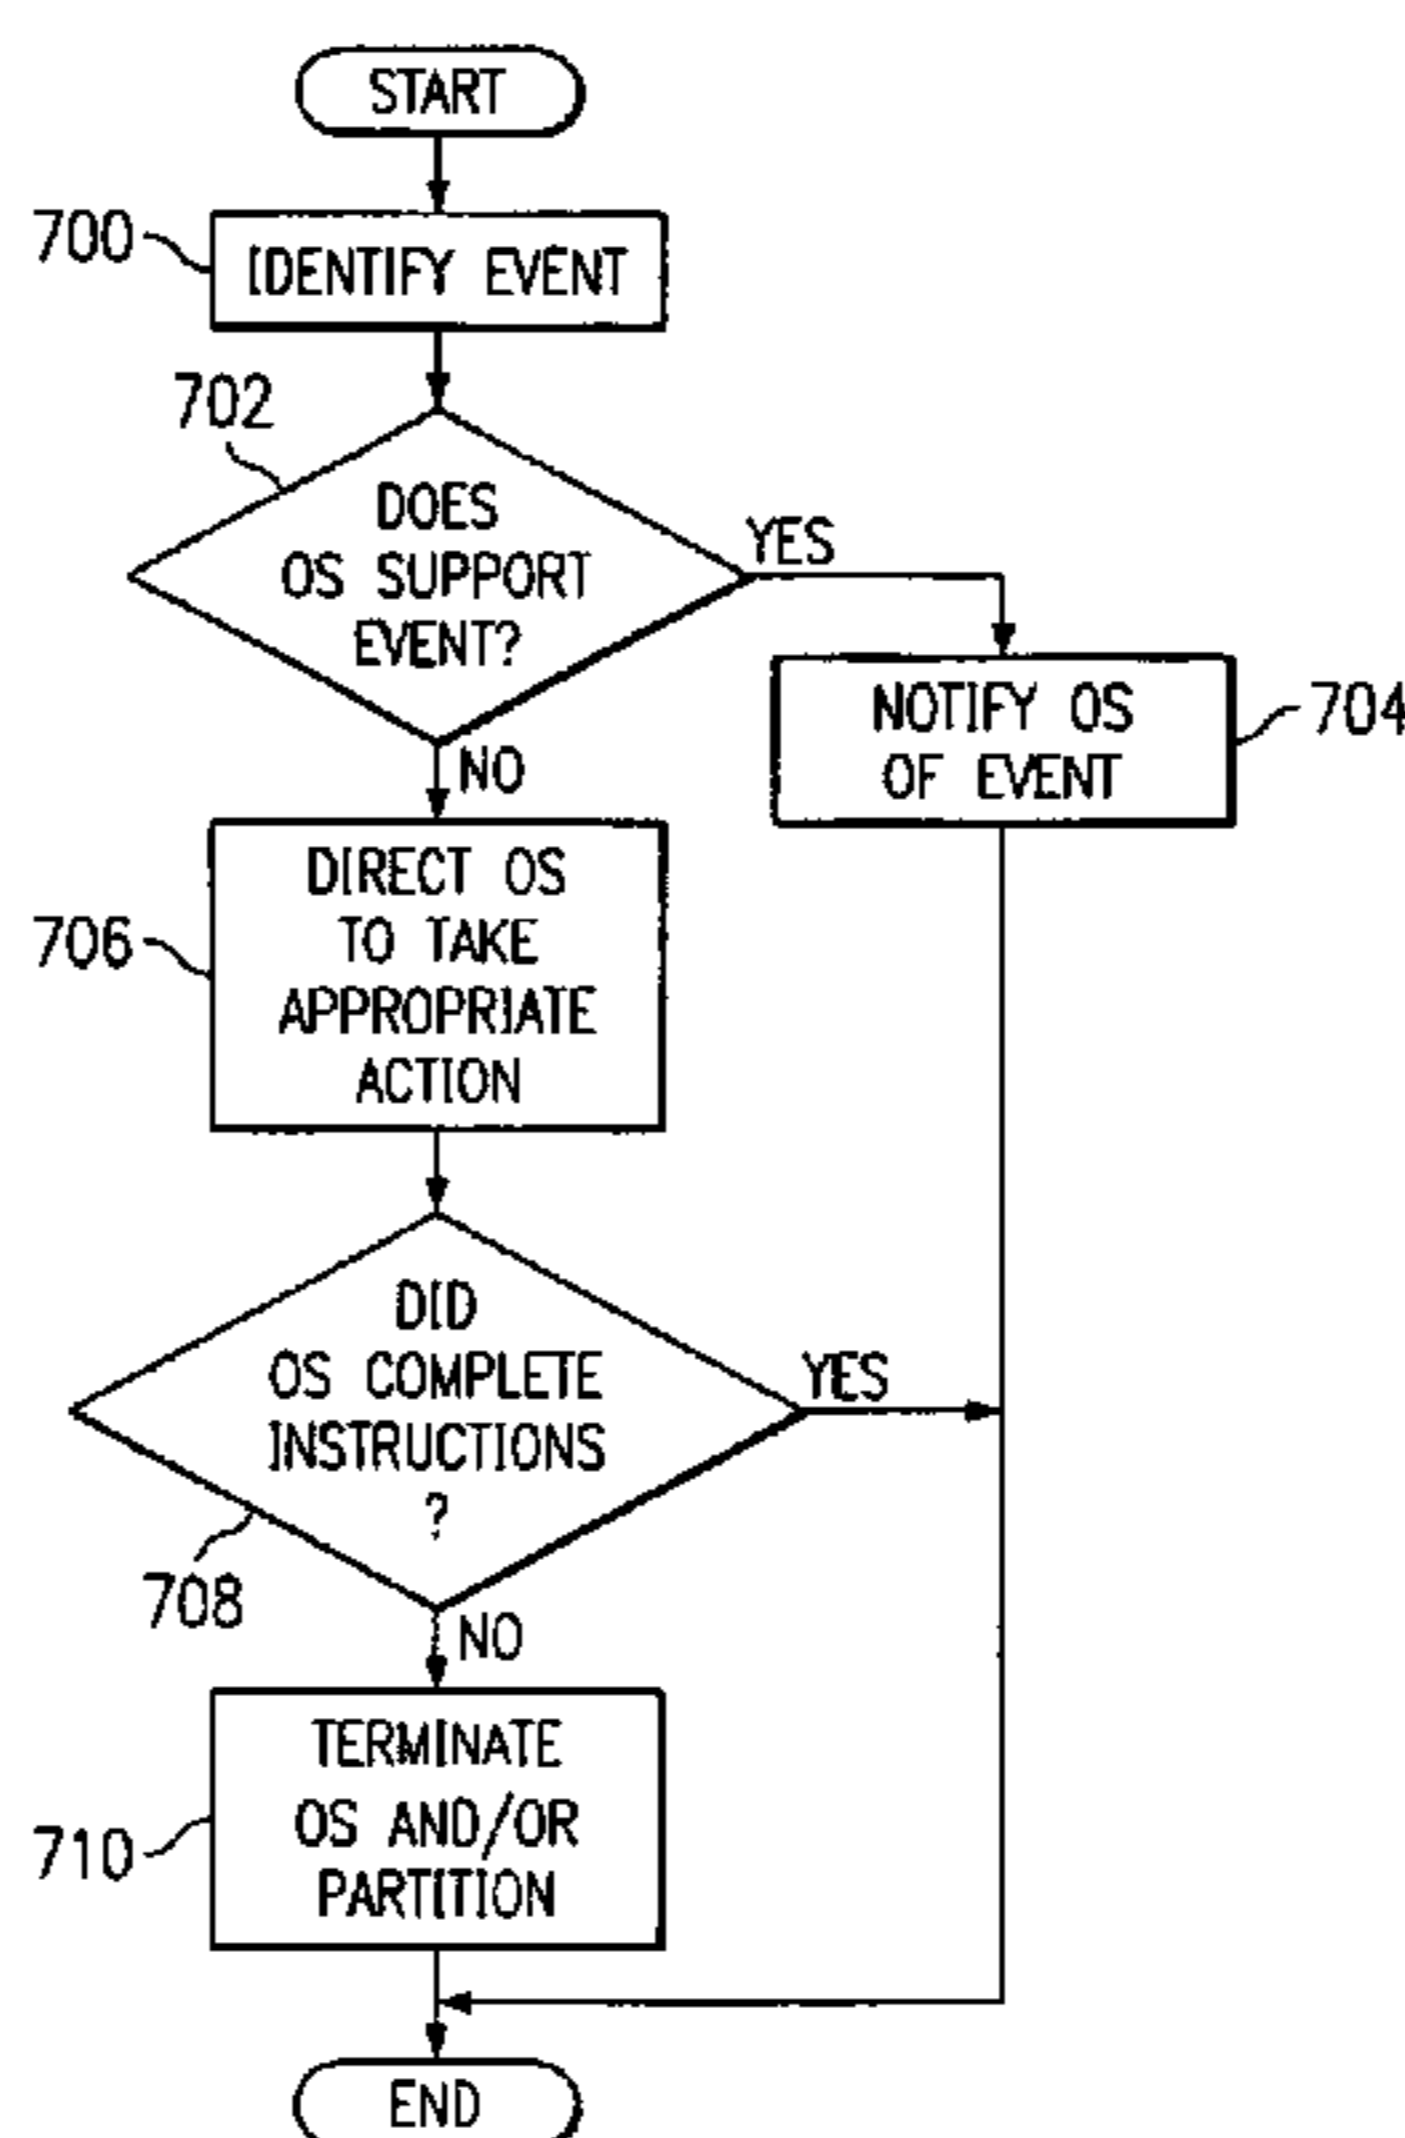 START
700
IDENTIFY EVENT
702
DOES
OS SUPPORT
EVENT?
YES
NO
NOTIFY OS
OF EVENT
704
DIRECT OS
TO TAKE
APPROPRIATE
ACTION
706
DID
OS COMPLETE
INSTRUCTIONS
?
YES
708
NO
TERMINATE
OS AND/OR
PARTITION
710
END